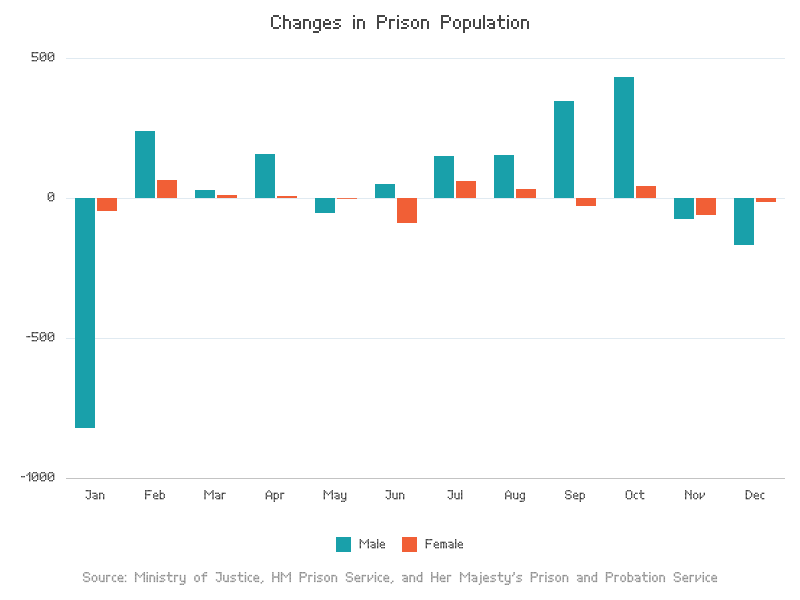 Changes in Prison Population
500
0
-500
-1000
Jan Feb Mar Apr May Jun Jul Aug Sep Oct Nov Dec
Male Female
Source: Ministry of Justice, HM Prison Service, and Her Majesty's Prison and Probation Service